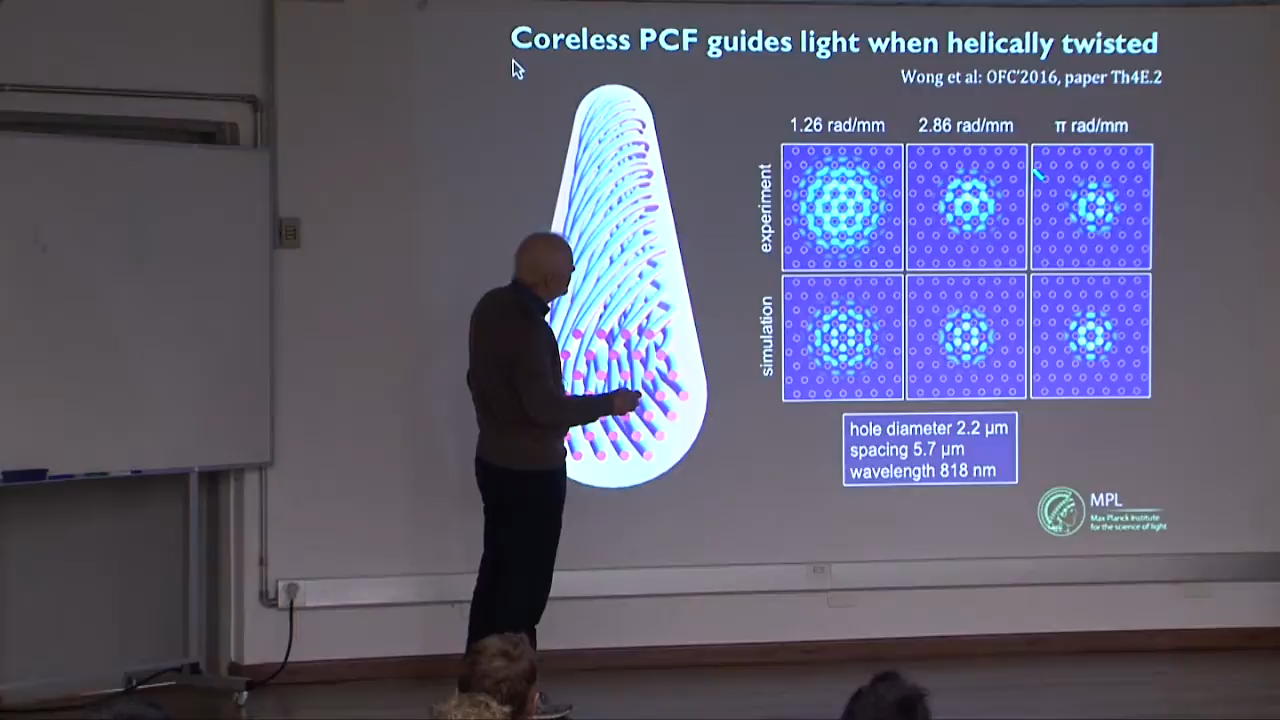 Coreless PCF guides light when helically twisted
Wong et al: OFC'2016, paper Th4E.2
1.26 rad/mm
2.86 rad/mm
π rad/mm
experiment
simulation
hole diameter 2.2 µm
spacing 5.7 µm
wavelength 818 nm
MPL
Max Planck Institute
for the science of light